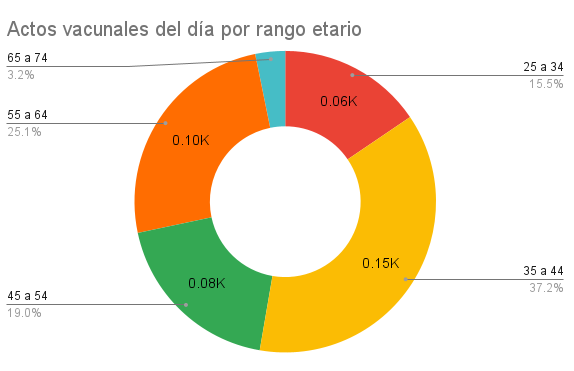 Actos vacunales del día por rango etario
65 a 74
3.2%
25 a 34
15.5%
0.06K
55 a 64
25.1%
0.10K
0.15K
35 a 44
37.2%
0.08K
45 a 54
19.0%